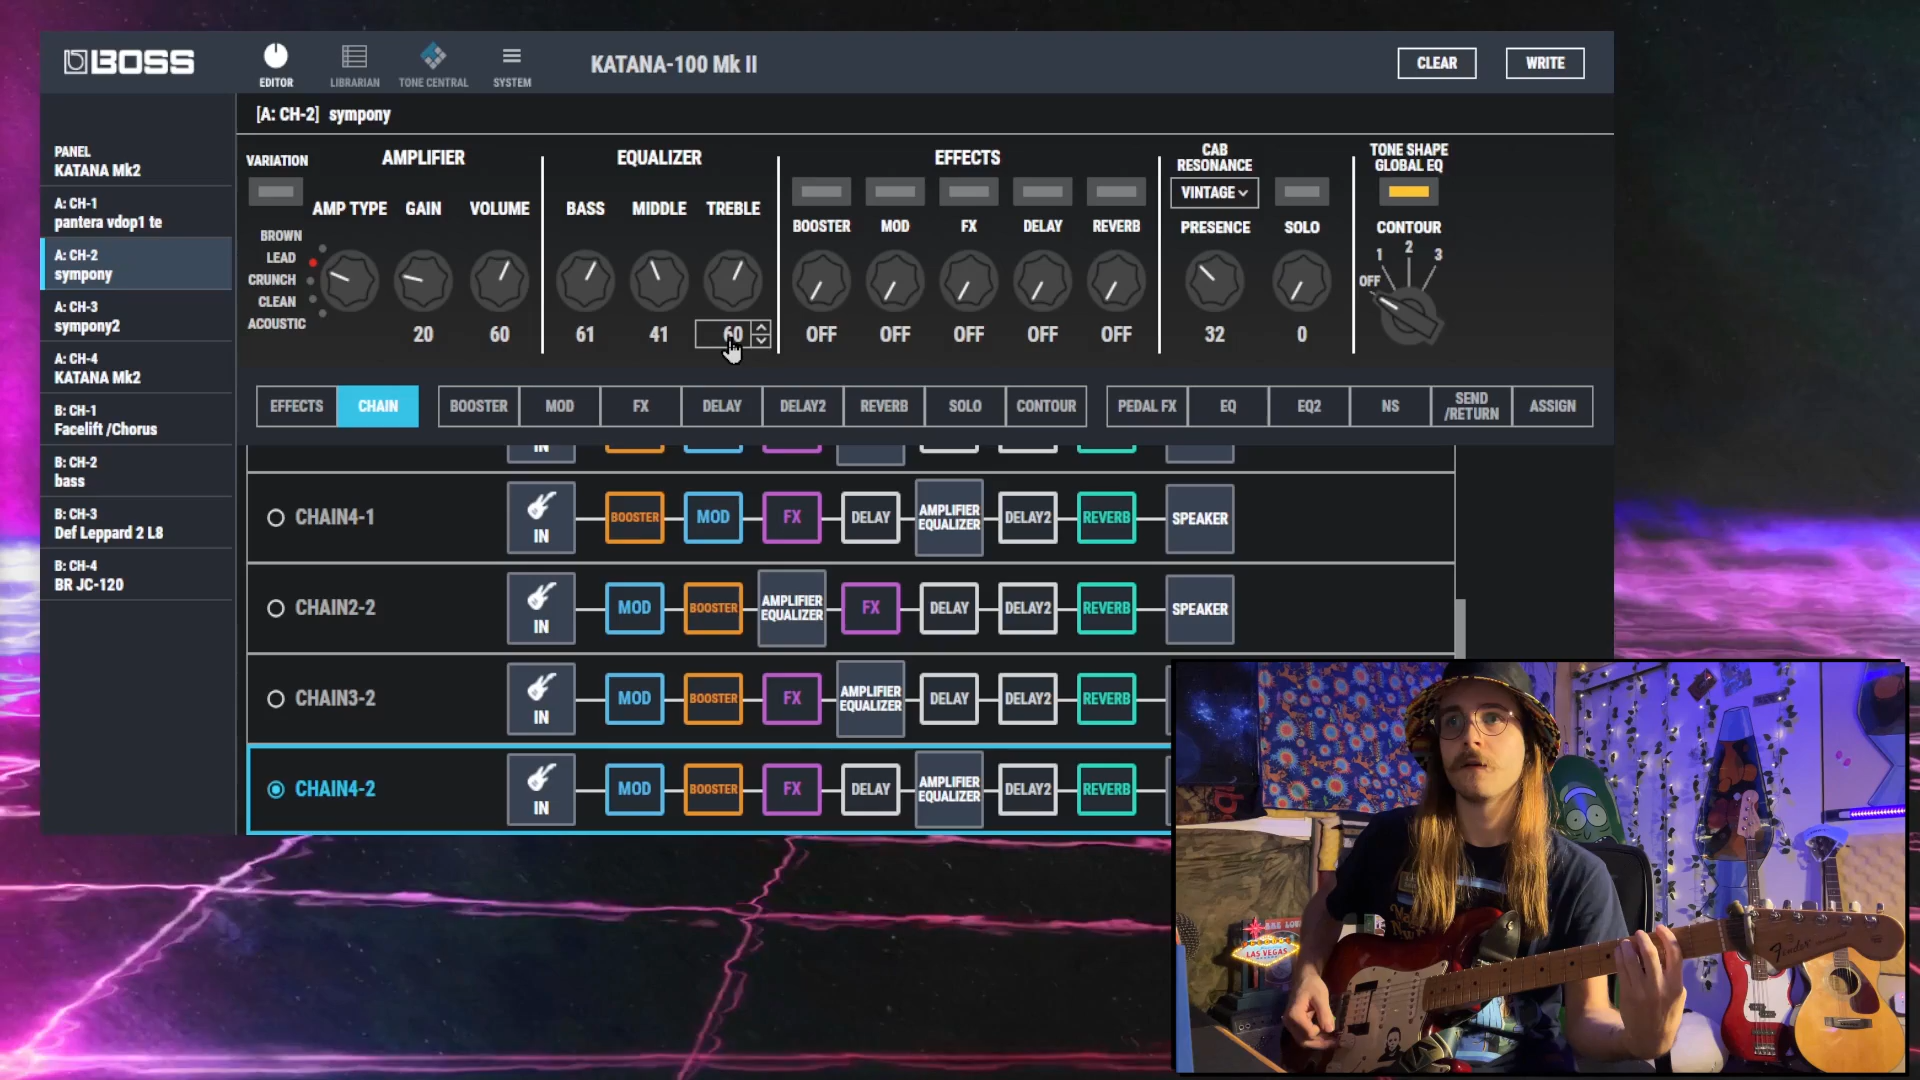 BOSS
EDITOR
LIBRARIAN
TONE CENTRAL
SYSTEM
KATANA-100 Mk II
CLEAR
WRITE
[A: CH-2] sympony
PANEL
KATANA Mk2
A: CH-1
pantera vdop1 te
A: CH-2
sympony
A: CH-3
sympony2
A: CH-4
KATANA Mk2
B: CH-1
Facelift /Chorus
B: CH-2
bass
B: CH-3
Def Leppard 2 L8
B: CH-4
BR JC-120
VARIATION
AMPLIFIER
AMP TYPE
GAIN
VOLUME
BROWN
LEAD
CRUNCH
CLEAN
ACOUSTIC
20
60
EQUALIZER
BASS
MIDDLE
TREBLE
61
41
60
EFFECTS
BOOSTER
MOD
FX
DELAY
REVERB
OFF
OFF
OFF
OFF
OFF
CAB
RESONANCE
VINTAGE
PRESENCE
SOLO
32
0
TONE SHAPE
GLOBAL EQ
CONTOUR
OFF
1
2
3
EFFECTS
CHAIN
BOOSTER
MOD
FX
DELAY
DELAY2
REVERB
SOLO
CONTOUR
PEDAL FX
EQ
EQ2
NS
SEND
/RETURN
ASSIGN
IN
CHAIN4-1
IN
BOOSTER
MOD
FX
DELAY
AMPLIFIER
EQUALIZER
DELAY2
REVERB
SPEAKER
CHAIN2-2
IN
MOD
BOOSTER
AMPLIFIER
EQUALIZER
FX
DELAY
DELAY2
REVERB
SPEAKER
CHAIN3-2
IN
MOD
BOOSTER
FX
AMPLIFIER
EQUALIZER
DELAY
DELAY2
REVERB
CHAIN4-2
IN
MOD
BOOSTER
FX
DELAY
AMPLIFIER
EQUALIZER
DELAY2
REVERB
LAS VEGAS
Fender